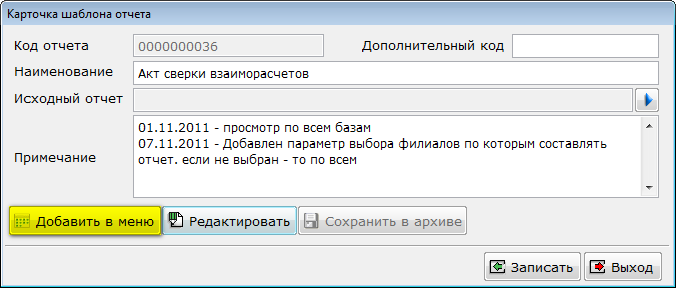 Карточка шаблона отчета
Код отчета 0000000036 Дополнительный код
Наименование Акт сверки взаиморасчетов
Исходный отчет
Примечание
01.11.2011 - просмотр по всем базам
07.11.2011 - Добавлен параметр выбора филиалов по которым составлять
отчет. если не выбран - то по всем
Добавить в меню Редактировать Сохранить в архиве
Записать Выход